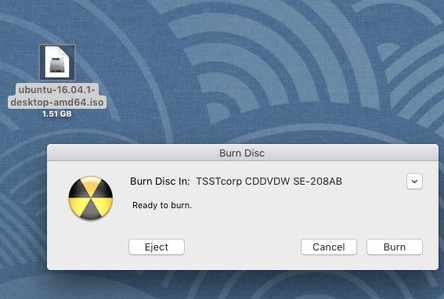 ubuntu-16.04.1-
desktop-amd64.iso
1.51 GB
Burn Disc
Burn Disc In: TSSTcorp CDDVDW SE-208AB
Ready to burn.
Eject
Cancel
Burn